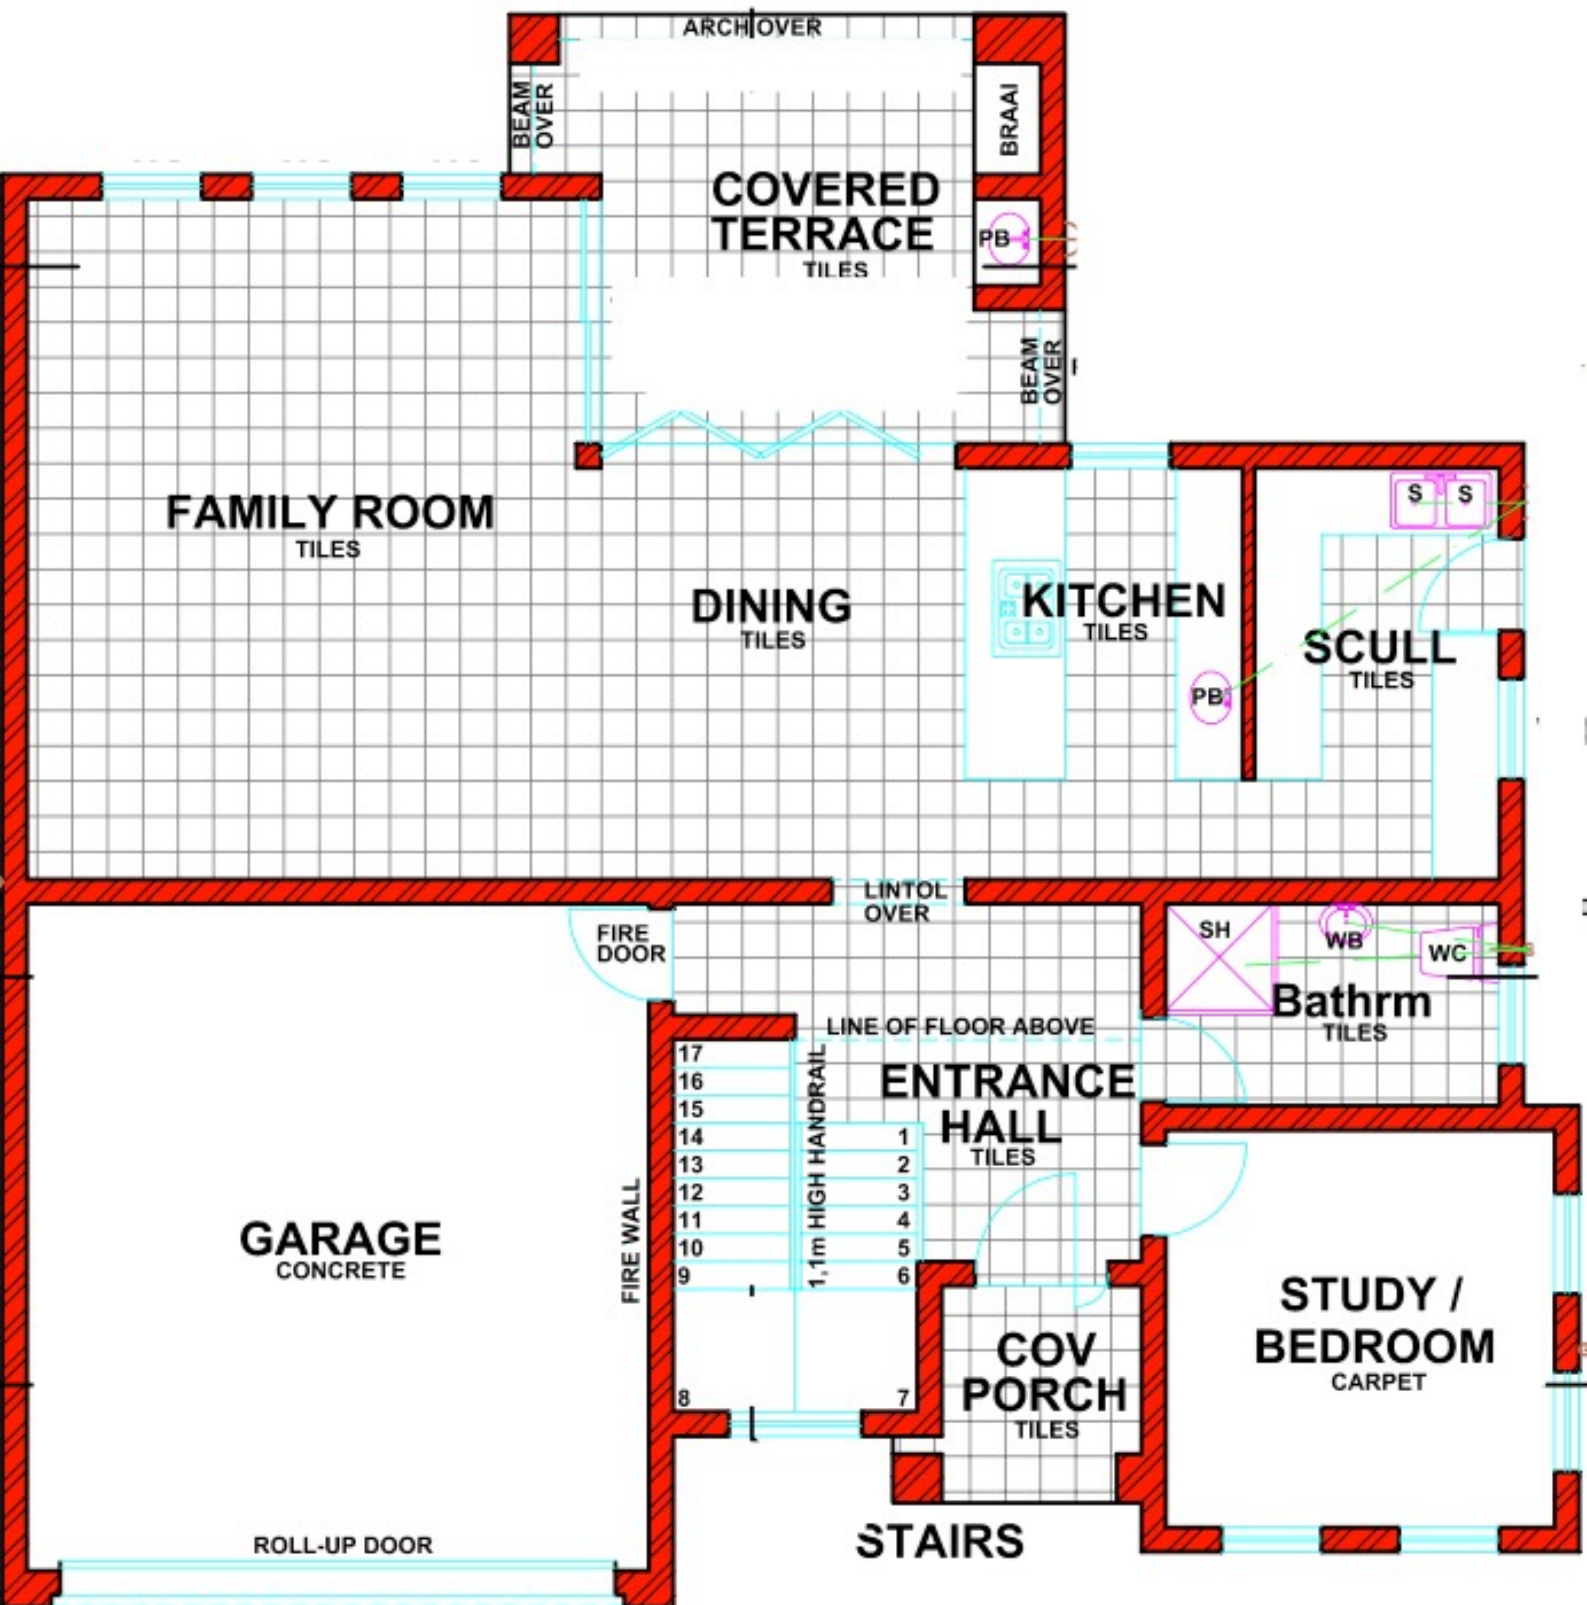 ARCH OVER
BEAM
OVER
BRAAI
COVERED
TERRACE
TILES
PB
BEAM
OVER
FAMILY ROOM
TILES
DINING
TILES
KITCHEN
TILES
PB
S S
SCULL
TILES
LINTOL
OVER
FIRE
DOOR
SH
WB
WC
Bathrm
TILES
LINE OF FLOOR ABOVE
ENTRANCE
HALL
TILES
17
16
15
14
13
12
11
10
9
8
1,1m HIGH HANDRAIL
1
2
3
4
5
6
7
FIRE WALL
GARAGE
CONCRETE
COV
PORCH
TILES
STUDY /
BEDROOM
CARPET
ROLL-UP DOOR
STAIRS